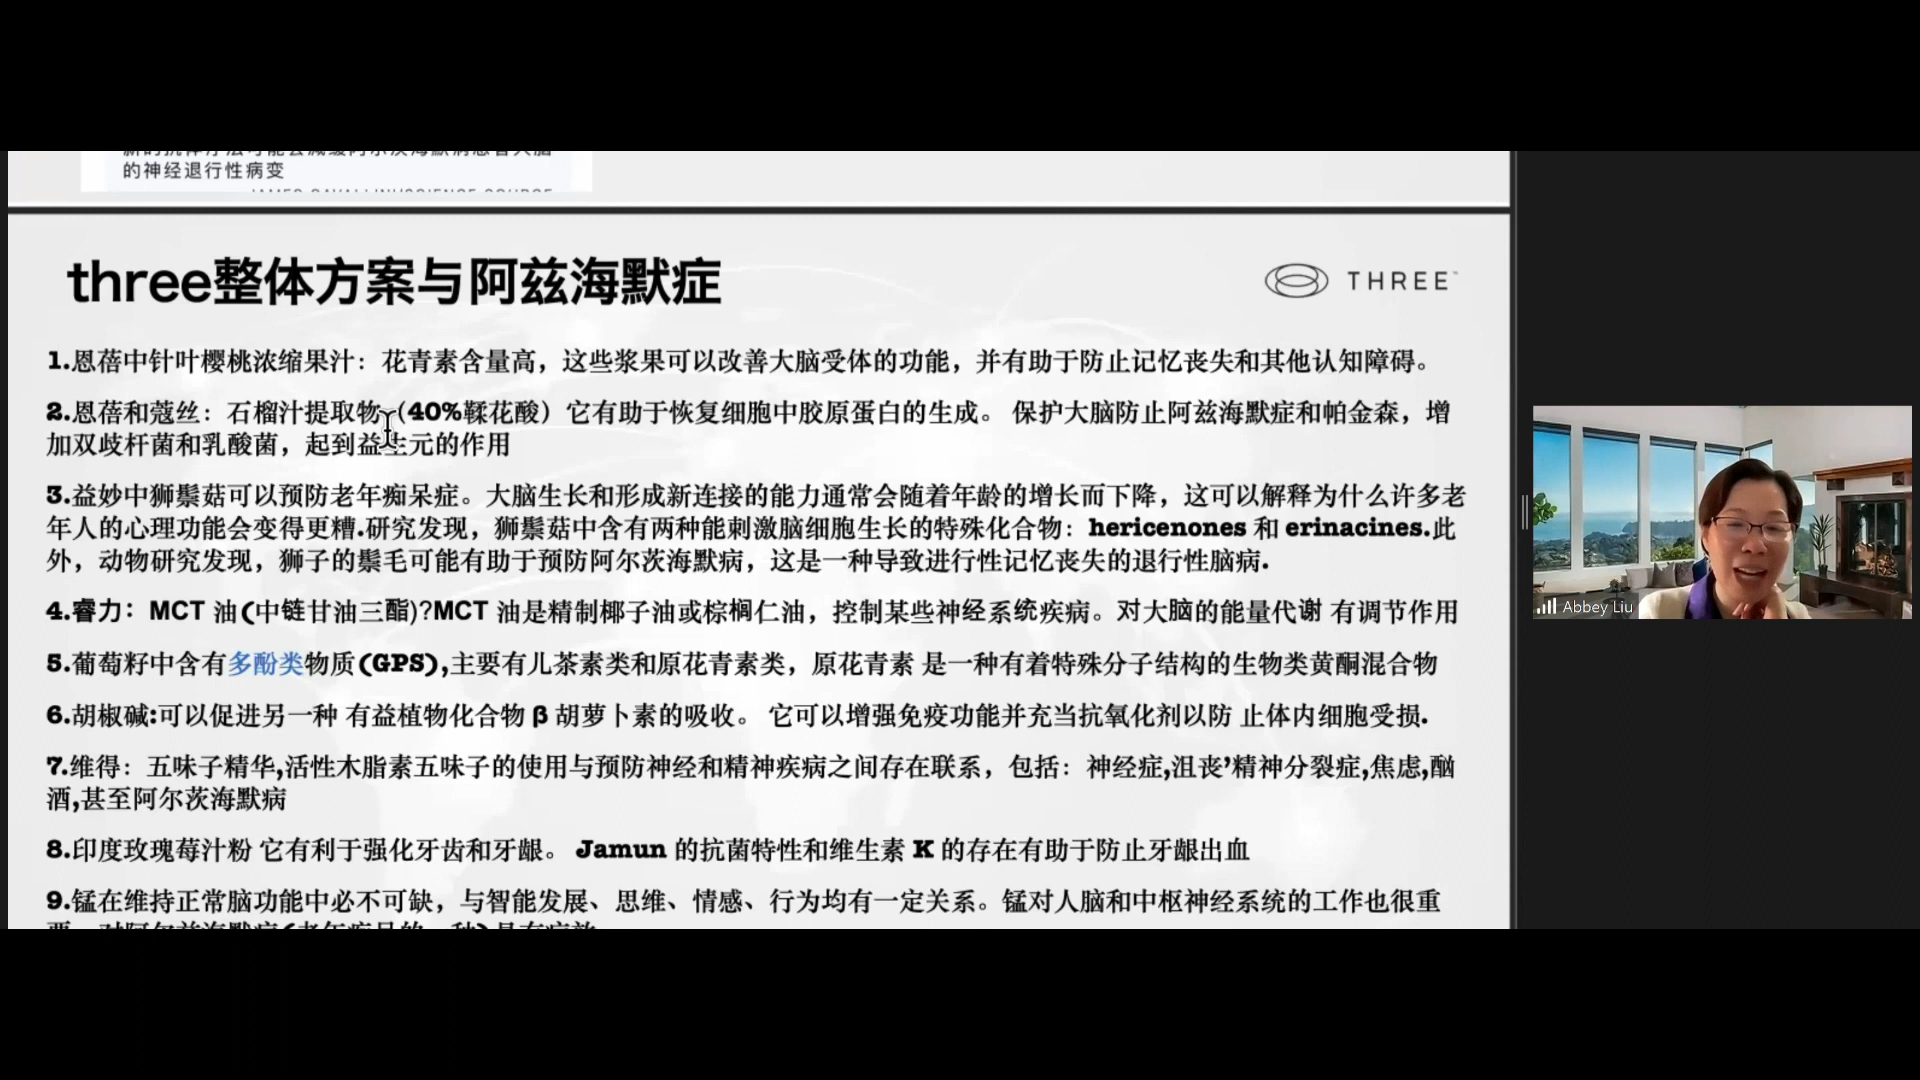 的神经退行性病变
three整体方案与阿兹海默症
THREE™
1.恩蓓中针叶樱桃浓缩果汁：花青素含量高，这些浆果可以改善大脑受体的功能，并有助于防止记忆丧失和其他认知障碍。
2.恩蓓和蔻丝：石榴汁提取物（40%鞣花酸）它有助于恢复细胞中胶原蛋白的生成。 保护大脑防止阿兹海默症和帕金森，增
加双歧杆菌和乳酸菌，起到益生元的作用
3.益妙中狮鬃菇可以预防老年痴呆症。大脑生长和形成新连接的能力通常会随着年龄的增长而下降，这可以解释为什么许多老
年人的心理功能会变得更糟.研究发现，狮鬃菇中含有两种能刺激脑细胞生长的特殊化合物：hericenones 和 erinacines.此
外，动物研究发现，狮子的鬃毛可能有助于预防阿尔茨海默病，这是一种导致进行性记忆丧失的退行性脑病.
4.睿力：MCT 油(中链甘油三酯)?MCT 油是精制椰子油或棕榈仁油，控制某些神经系统疾病。对大脑的能量代谢 有调节作用
5.葡萄籽中含有多酚类物质(GPS),主要有儿茶素类和原花青素类，原花青素 是一种有着特殊分子结构的生物类黄酮混合物
6.胡椒碱:可以促进另一种 有益植物化合物 β 胡萝卜素的吸收。 它可以增强免疫功能并充当抗氧化剂以防 止体内细胞受损.
7.维得：五味子精华,活性木脂素五味子的使用与预防神经和精神疾病之间存在联系，包括：神经症,沮丧’精神分裂症,焦虑,酗
酒,甚至阿尔茨海默病
8.印度玫瑰莓汁粉 它有利于强化牙齿和牙龈。 Jamun 的抗菌特性和维生素 K 的存在有助于防止牙龈出血
9.锰在维持正常脑功能中必不可缺，与智能发展、思维、情感、行为均有一定关系。锰对人脑和中枢神经系统的工作也很重
Abbey Liu